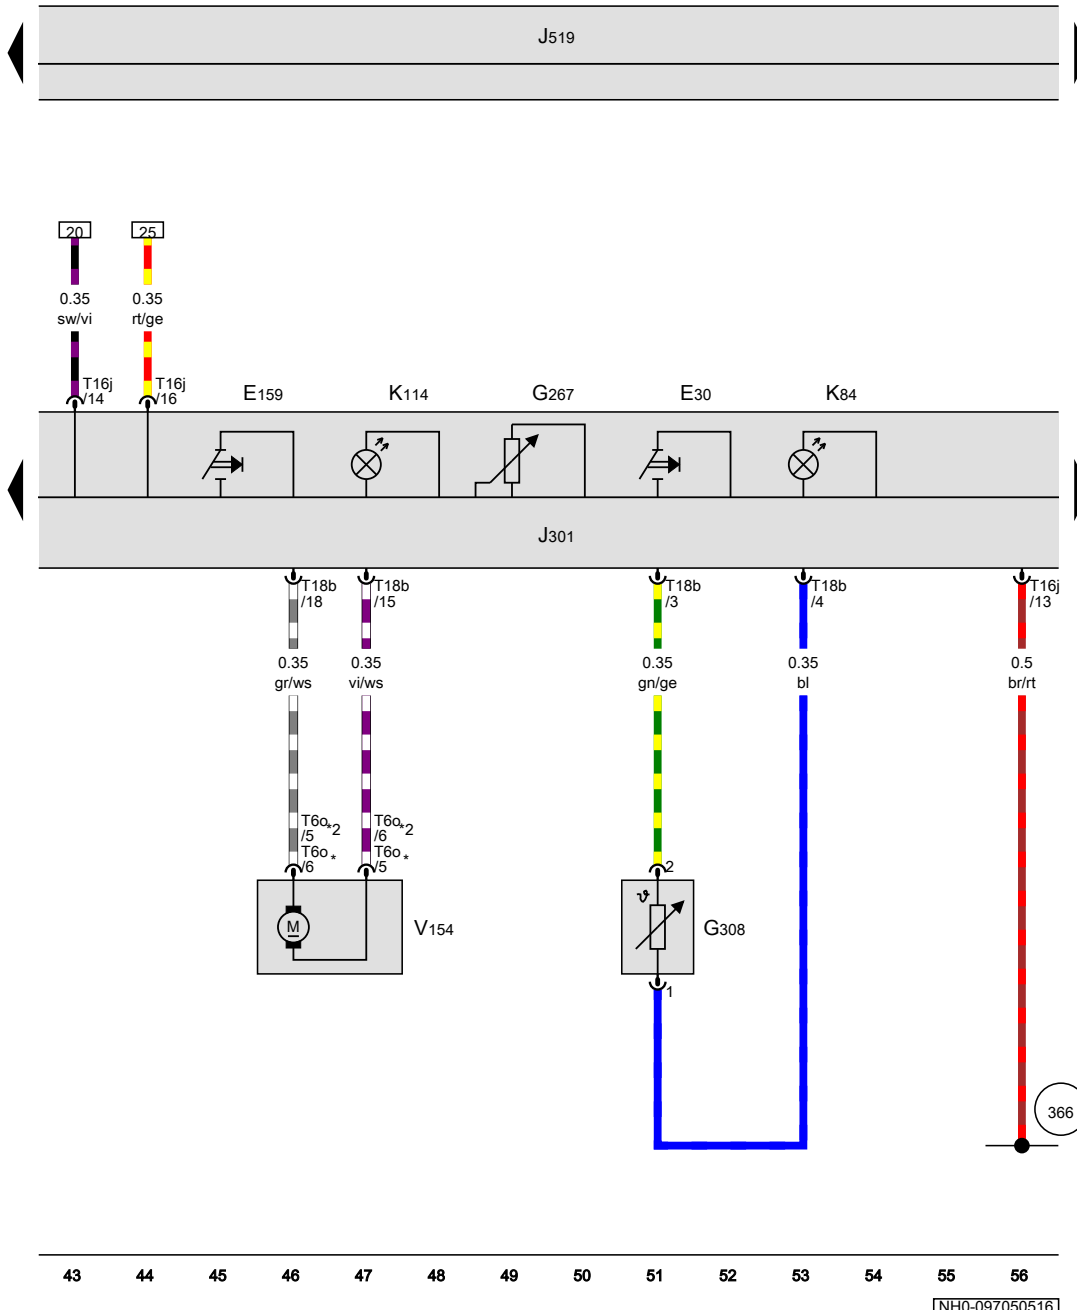 J519
20 25
0.35 0.35
sw/vi rt/ge
T16j T16j
/14 /16
E159 K114 G267 E30 K84
J301
T18b T18b T18b T18b T16j
/18 /15 /3 /4 /13
0.35 0.35 0.35 0.35 0.5
gr/ws vi/ws gn/ge bl br/rt
T6o*2 T6o*2
/5 /6
T6o* T6o*
/6 /5
2
ϑ
M
V154
G308
1
366
43 44 45 46 47 48 49 50 51 52 53 54 55 56
NH0-097050516